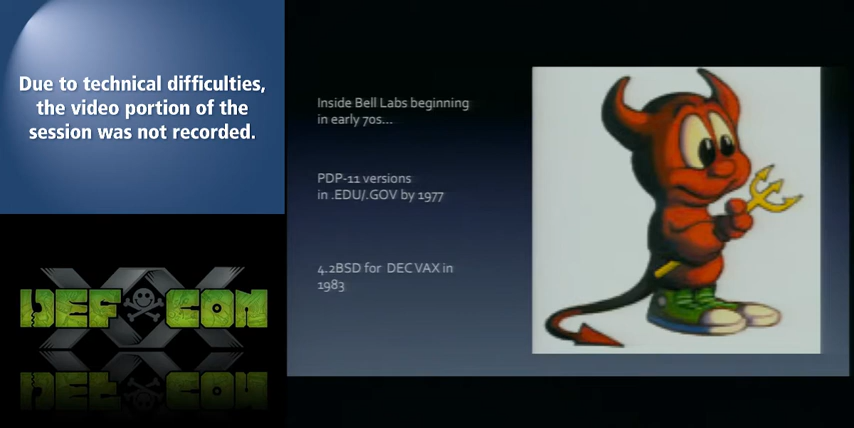 Due to technical difficulties,
the video portion of the
session was not recorded.
Inside Bell Labs beginning
in early 70s...
PDP-11 versions
in .EDU/.GOV by 1977
4.2BSD for DEC VAX in
1983
XX
DEF CON